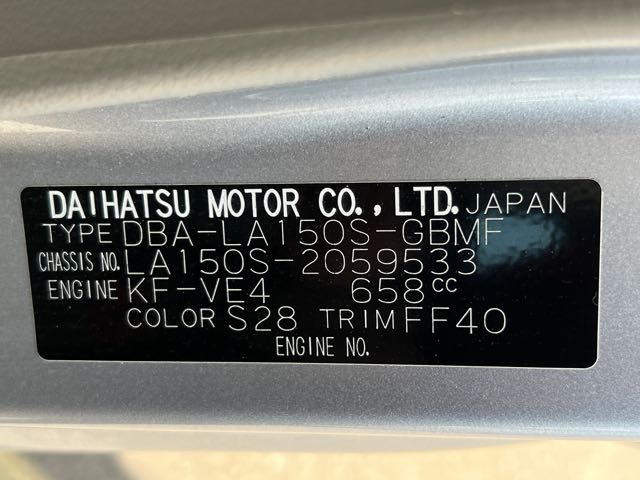 DAIHATSU MOTOR CO., LTD. JAPAN
TYPE DBA-LA150S-GBMF
CHASSIS NO. LA150S-2059533
ENGINE KF-VE4 658cc
COLOR S28 TRIM FF40
ENGINE NO.